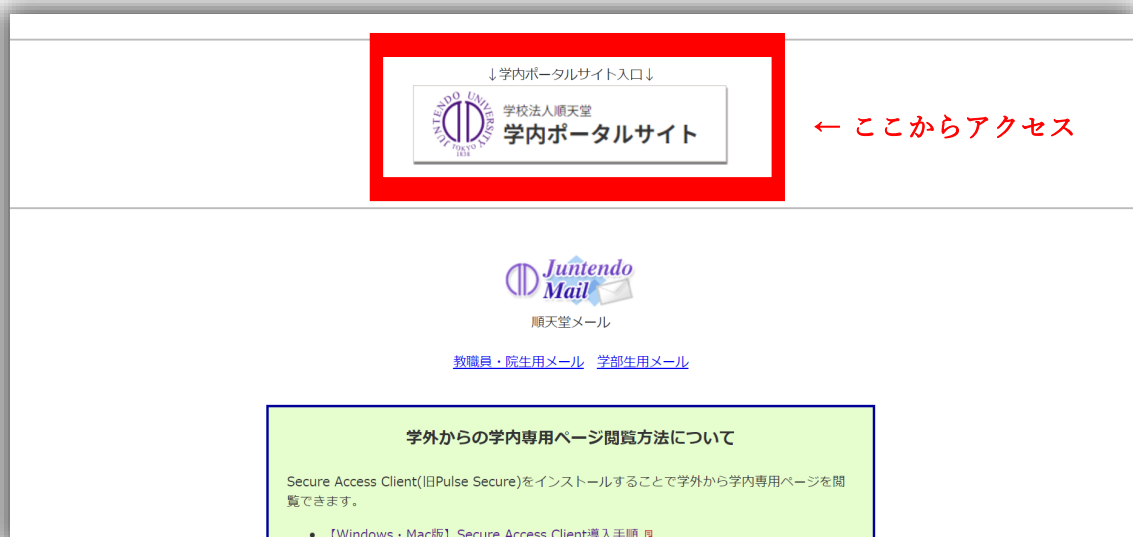 ↓学内ポータルサイト入口↓
JUNTENDO UNIVERSITY
TOKYO
1838
学校法人順天堂
学内ポータルサイト
← ここからアクセス
Juntendo
Mail
順天堂メール
教職員・院生用メール 学部生用メール
学外からの学内専用ページ閲覧方法について
Secure Access Client(旧Pulse Secure)をインストールすることで学外から学内専用ページを閲
覧できます。
• 【Windows・Mac版】Secure Access Client導入手順